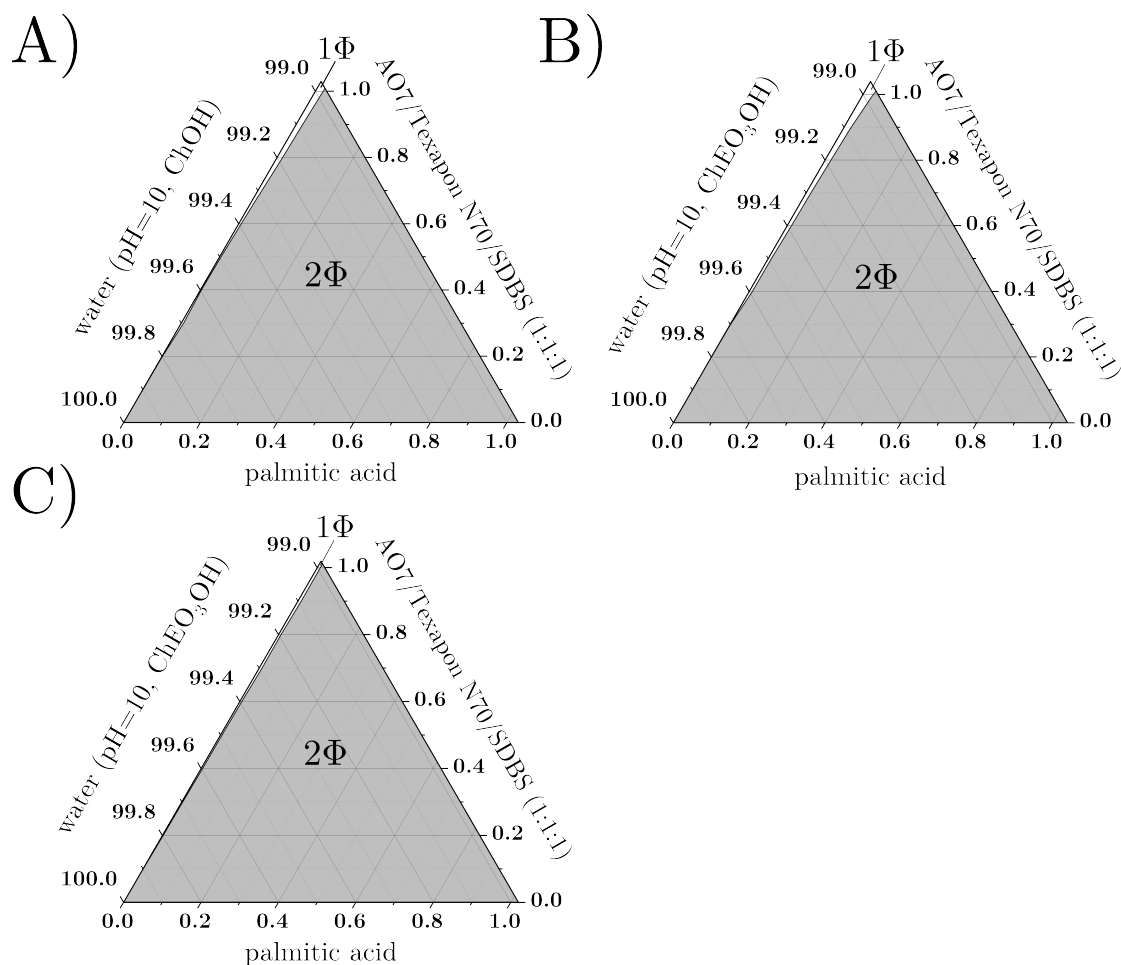 A)
1Φ
99.0
99.2
99.4
99.6
99.8
100.0
water (pH=10, ChOH)
1.0
0.8
0.6
0.4
0.2
0.0
AO7/Texapon N70/SDBS (1:1:1)
2Φ
0.0 0.2 0.4 0.6 0.8 1.0
palmitic acid
B)
1Φ
99.0
99.2
99.4
99.6
99.8
100.0
water (pH=10, ChEO₃OH)
1.0
0.8
0.6
0.4
0.2
0.0
AO7/Texapon N70/SDBS (1:1:1)
2Φ
0.0 0.2 0.4 0.6 0.8 1.0
palmitic acid
C)
1Φ
99.0
99.2
99.4
99.6
99.8
100.0
water (pH=10, ChEO₃OH)
1.0
0.8
0.6
0.4
0.2
0.0
AO7/Texapon N70/SDBS (1:1:1)
2Φ
0.0 0.2 0.4 0.6 0.8 1.0
palmitic acid